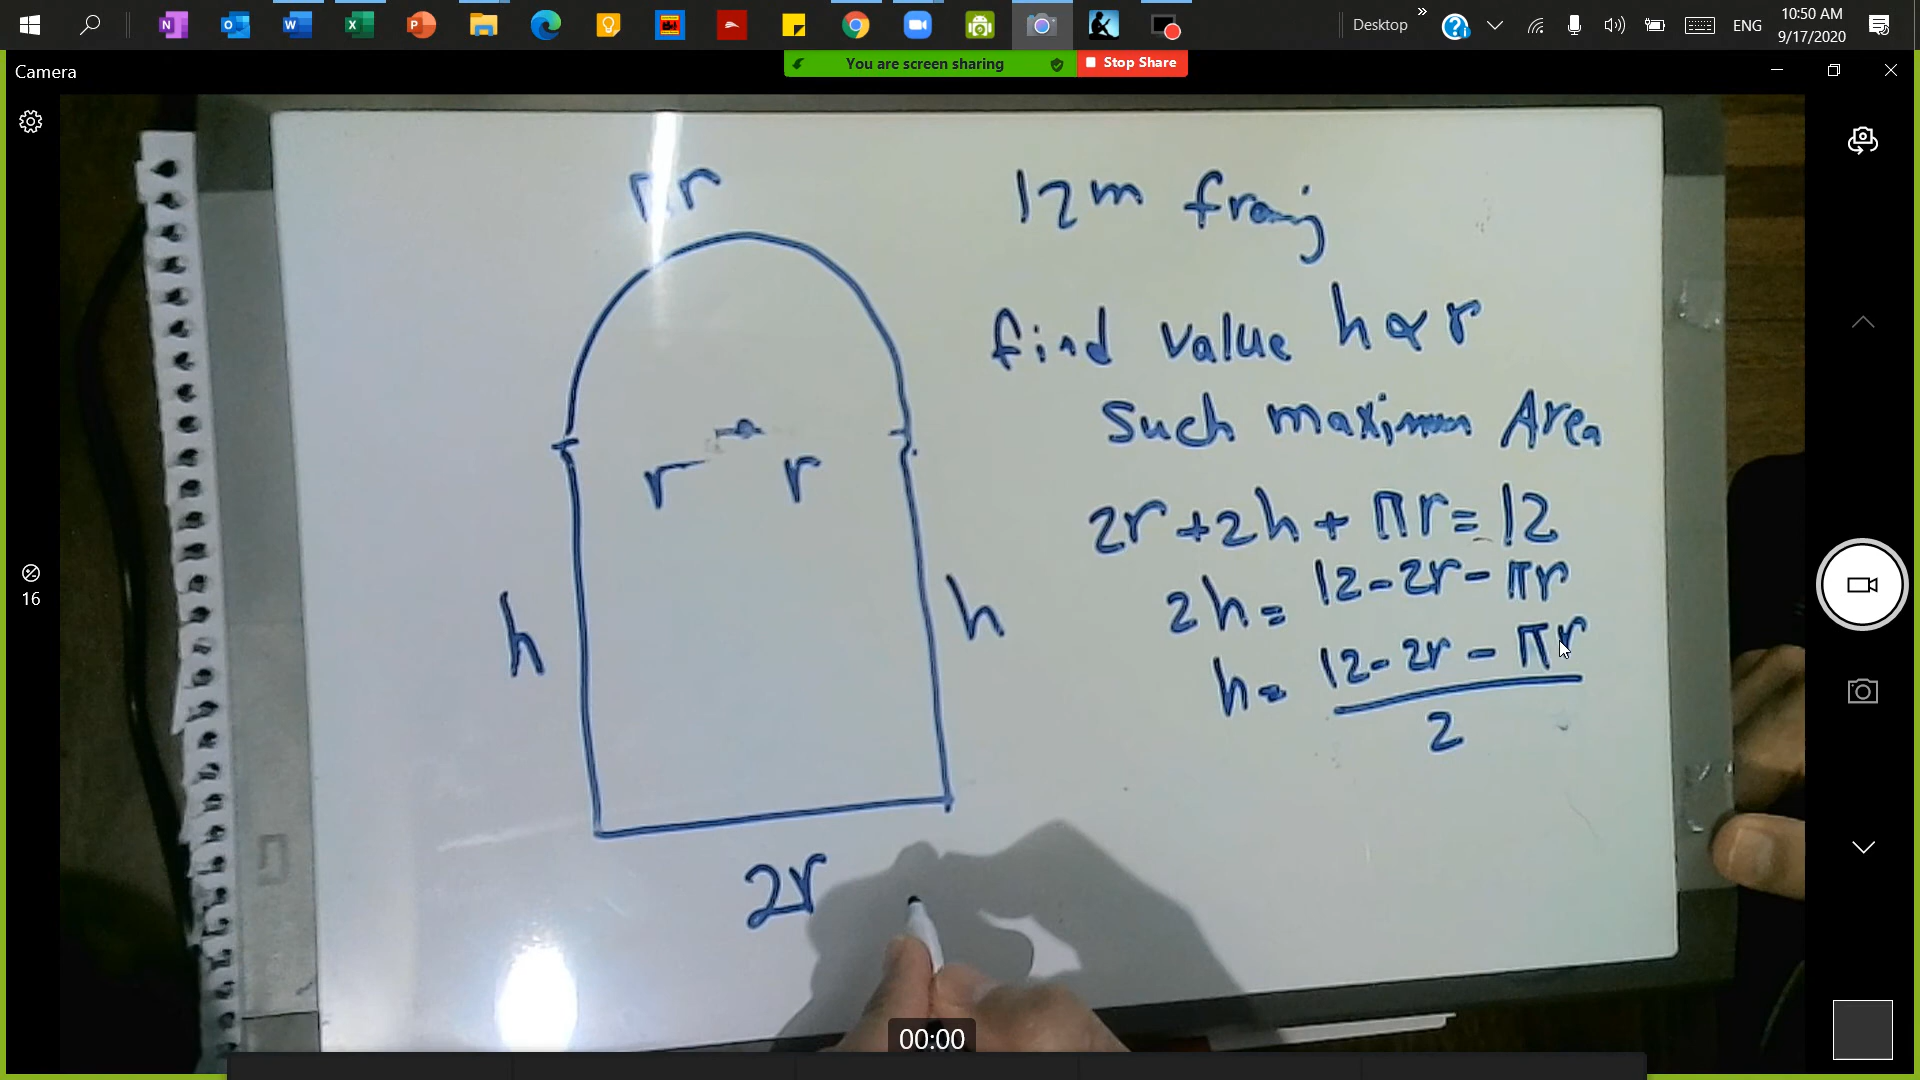 Desktop
ENG
10:50 AM
9/17/2020
You are screen sharing
Stop Share
Camera
16
πr
r r
h
h
2r
12m
find value h & r
Such maximum Area
2r + 2h + πr = 12
2h = 12 - 2r - πr
h = 12 - 2r - πr
2
00:00